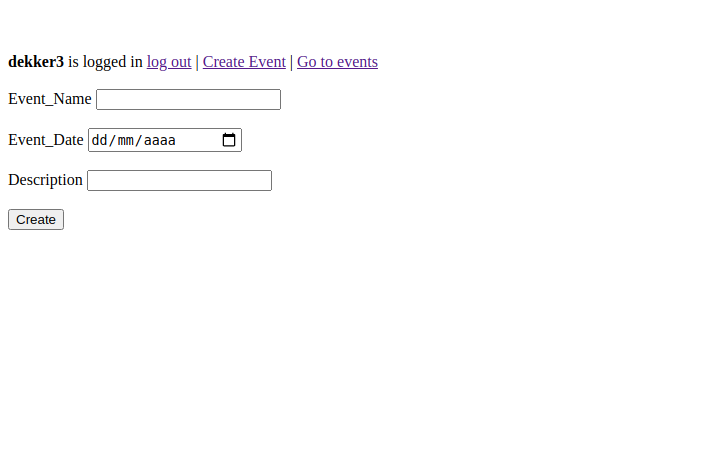 dekker3 is logged in log out | Create Event | Go to events
Event_Name
Event_Date dd/mm/aaaa
Description
Create